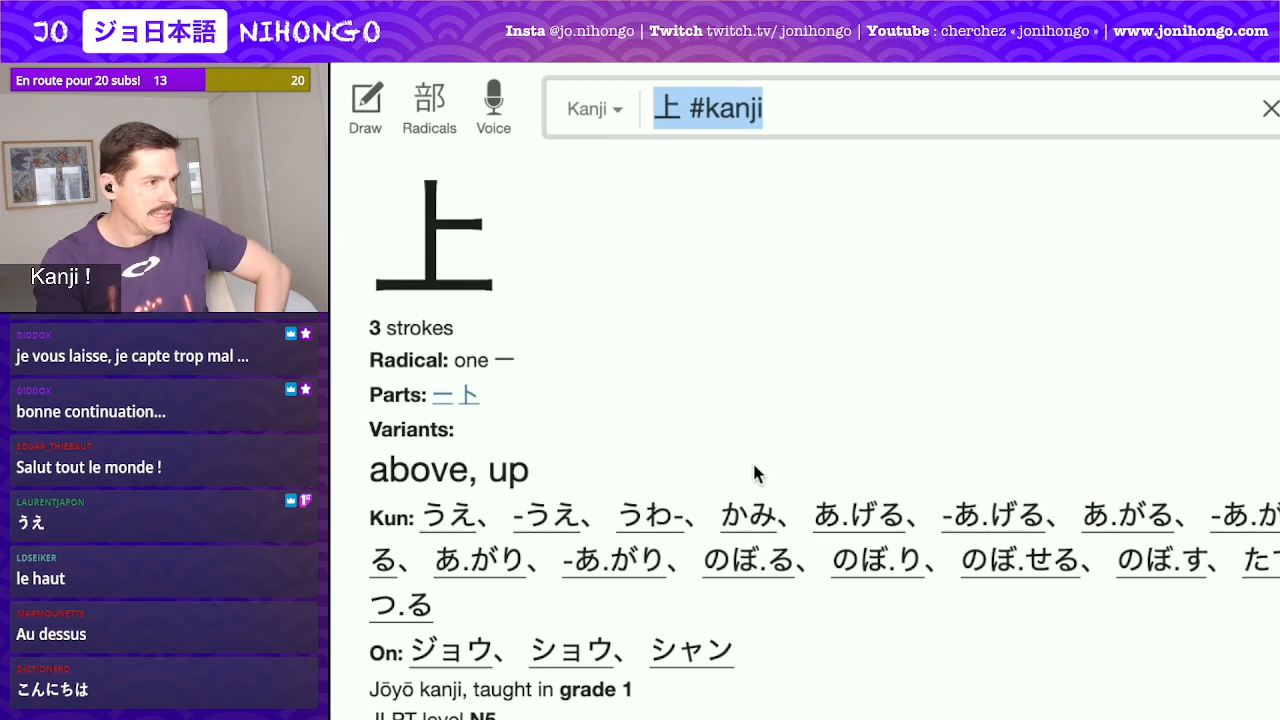 JO ジョ日本語 NIHONGO
Insta @jo.nihongo | Twitch twitch.tv/jonihongo | Youtube : cherchez « jonihongo » | www.jonihongo.com
En route pour 20 subs! 13 20
Kanji !
DIDDOX
je vous laisse, je capte trop mal ...
DIDDOX
bonne continuation...
EDGAR THIEBAUT
Salut tout le monde !
LAURENTJAPON
うえ
LDSEIKER
le haut
MARMOUNETTE
Au dessus
DICTIONERD
こんにちは
Draw
部 Radicals
Voice
Kanji
上 #kanji
上
3 strokes
Radical: one 一
Parts: 一 ト
Variants:
above, up
Kun: うえ、 -うえ、 うわ-、 かみ、 あ.げる、 -あ.げる、 あ.がる、 -あ.が
る、 あ.がり、 -あ.がり、 のぼ.る、 のぼ.り、 のぼ.せる、 のぼ.す、 た
つ.る
On: ジョウ、 ショウ、 シャン
Jōyō kanji, taught in grade 1
JLPT level N5